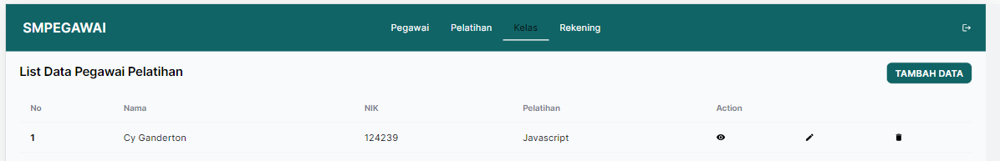 SMPEGAWAI Pegawai Pelatihan Kelas Rekening
List Data Pegawai Pelatihan TAMBAH DATA
No Nama NIK Pelatihan Action
1 Cy Ganderton 124239 Javascript